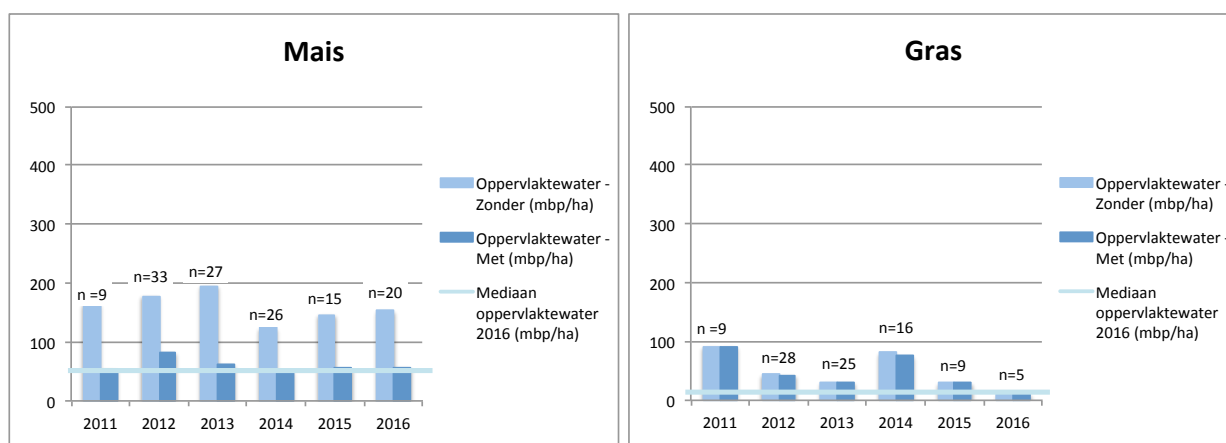 Mais
500
400
300
200
100
0
n =9
n=33
n=27
n=26
n=15
n=20
2011 2012 2013 2014 2015 2016
Oppervlaktewater -
Zonder (mbp/ha)
Oppervlaktewater -
Met (mbp/ha)
Mediaan
oppervlaktewater
2016 (mbp/ha)
Gras
500
400
300
200
100
0
n =9
n=28
n=25
n=16
n=9
n=5
2011 2012 2013 2014 2015 2016
Oppervlaktewater -
Zonder (mbp/ha)
Oppervlaktewater -
Met (mbp/ha)
Mediaan
oppervlaktewater
2016 (mbp/ha)